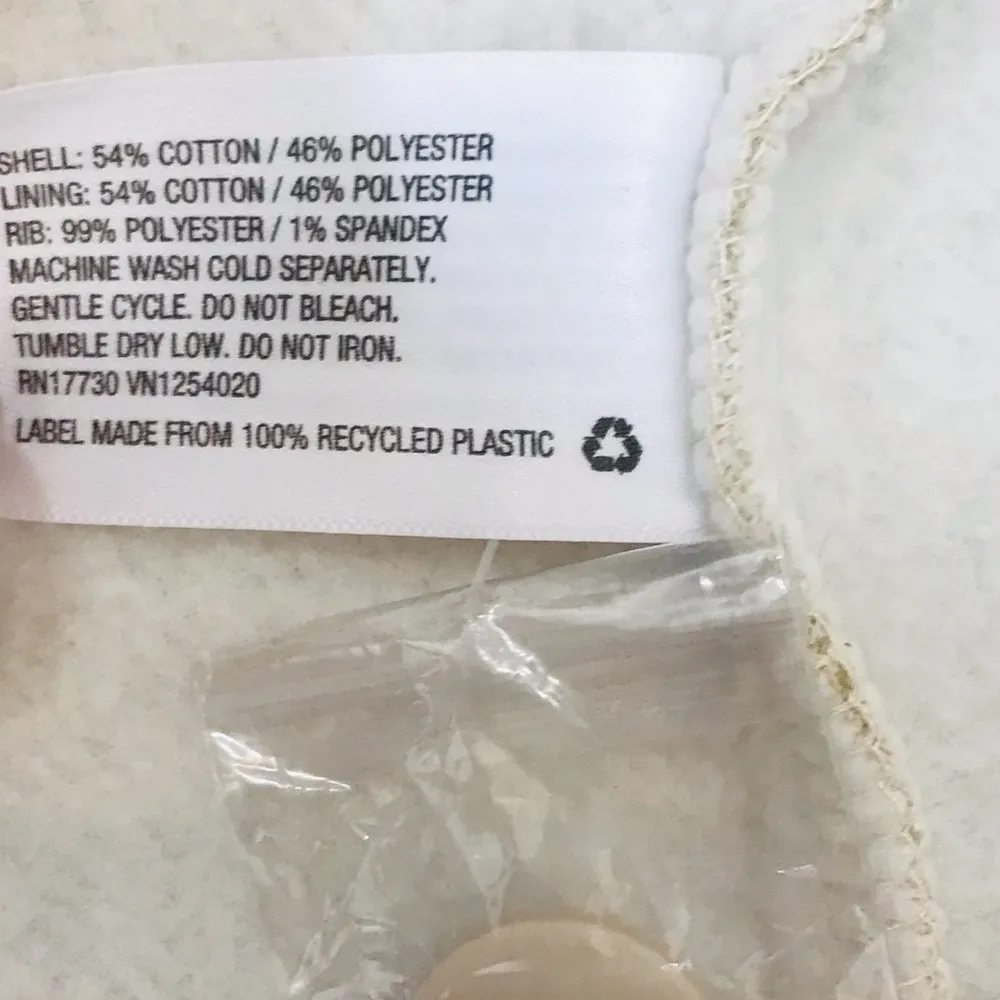 SHELL: 54% COTTON / 46% POLYESTER
LINING: 54% COTTON / 46% POLYESTER
RIB: 99% POLYESTER / 1% SPANDEX
MACHINE WASH COLD SEPARATELY.
GENTLE CYCLE. DO NOT BLEACH.
TUMBLE DRY LOW. DO NOT IRON.
RN17730 VN1254020
LABEL MADE FROM 100% RECYCLED PLASTIC